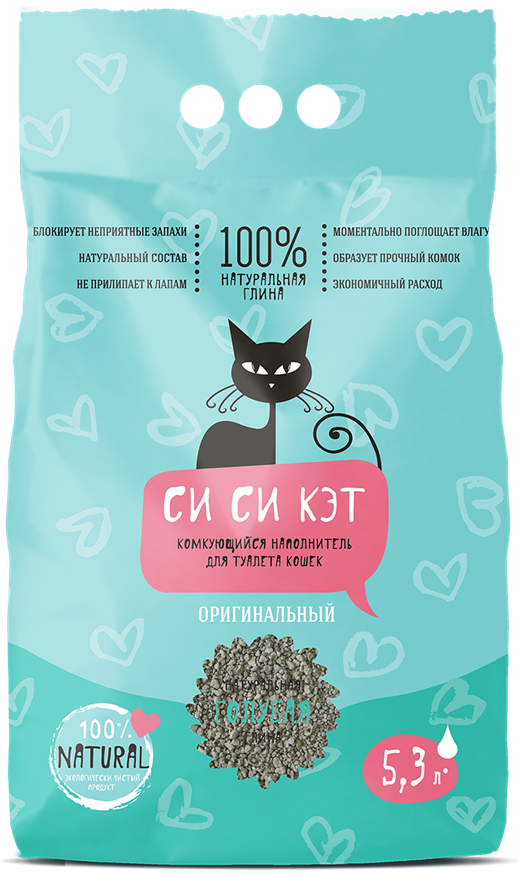 БЛОКИРУЕТ НЕПРИЯТНЫЕ ЗАПАХИ
НАТУРАЛЬНЫЙ СОСТАВ
НЕ ПРИЛИПАЕТ К ЛАПАМ
100%
НАТУРАЛЬНАЯ
ГЛИНА
МОМЕНТАЛЬНО ПОГЛОЩАЕТ ВЛАГУ
ОБРАЗУЕТ ПРОЧНЫЙ КОМОК
ЭКОНОМИЧНЫЙ РАСХОД
СИ СИ КЭТ
КОМКУЮЩИЙСЯ НАПОЛНИТЕЛЬ
ДЛЯ ТУАЛЕТА КОШЕК
ОРИГИНАЛЬНЫЙ
НАТУРАЛЬНАЯ
ГОЛУБАЯ
ГЛИНА
100%
NATURAL
ЭКОЛОГИЧЕСКИ ЧИСТЫЙ
ПРОДУКТ
5,3 л*